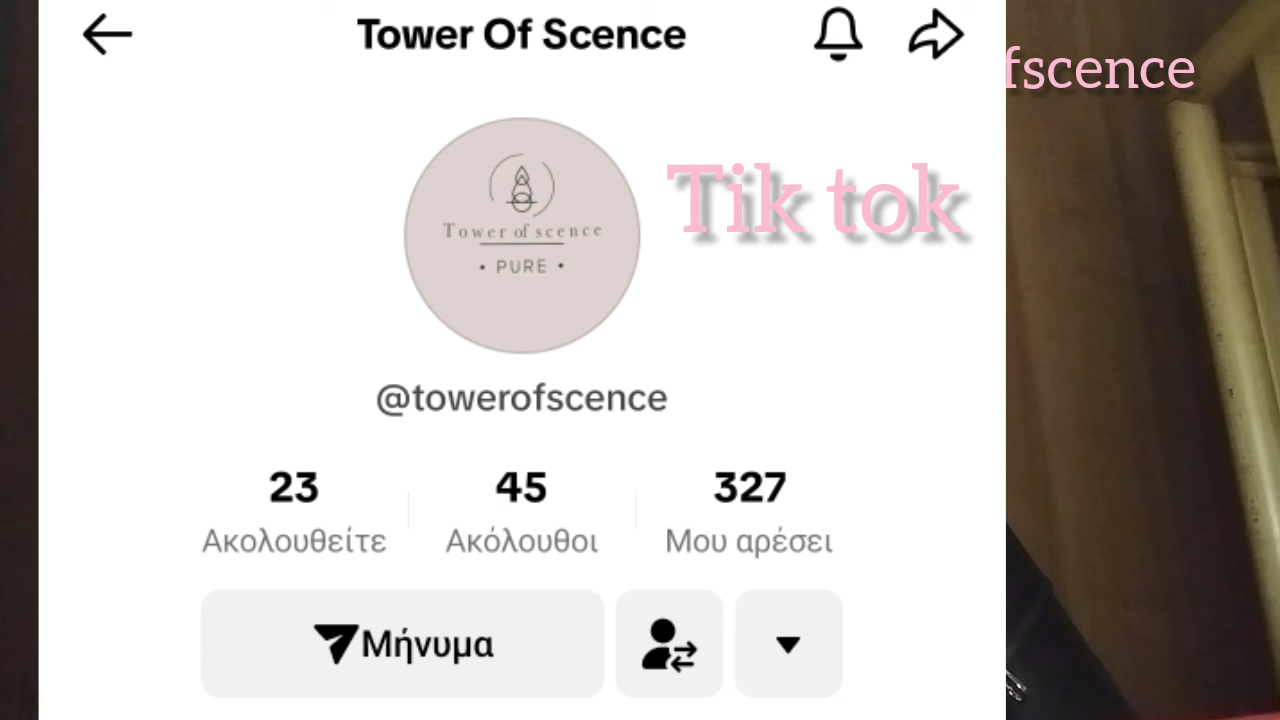 Tower Of Scence
fscence
Tik tok
Tower of scence
• PURE •
@towerofscence
23 45 327
Ακολουθείτε Ακόλουθοι Μου αρέσει
Μήνυμα